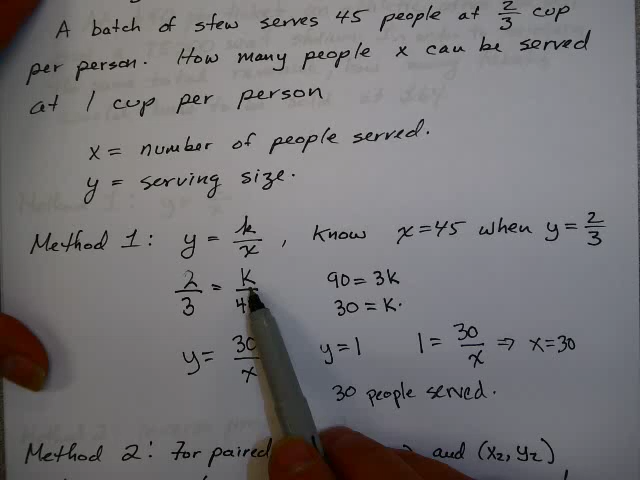 A batch of stew serves 45 people at 2/3 cup
per person. How many people x can be served
at 1 cup per person
x = number of people served.
y = serving size.
Method 1: y = k/x, know x=45 when y=2/3
2/3 = k/4 90=3k
30=k.
y = 30/x y=1 1=30/x ⇒ x=30
30 people served.
Method 2: For paired and (x₂, y₂)